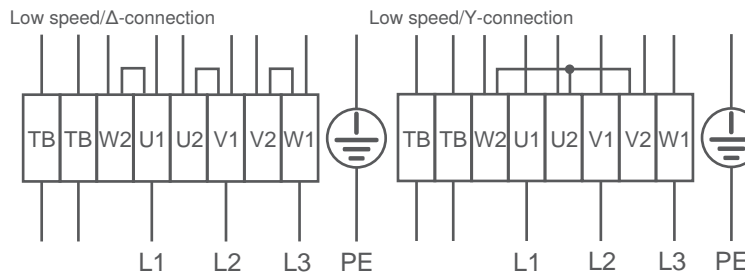 Low speed/Δ-connection
TB TB W2 U1 U2 V1 V2 W1
L1 L2 L3 PE
Low speed/Y-connection
TB TB W2 U1 U2 V1 V2 W1
L1 L2 L3 PE